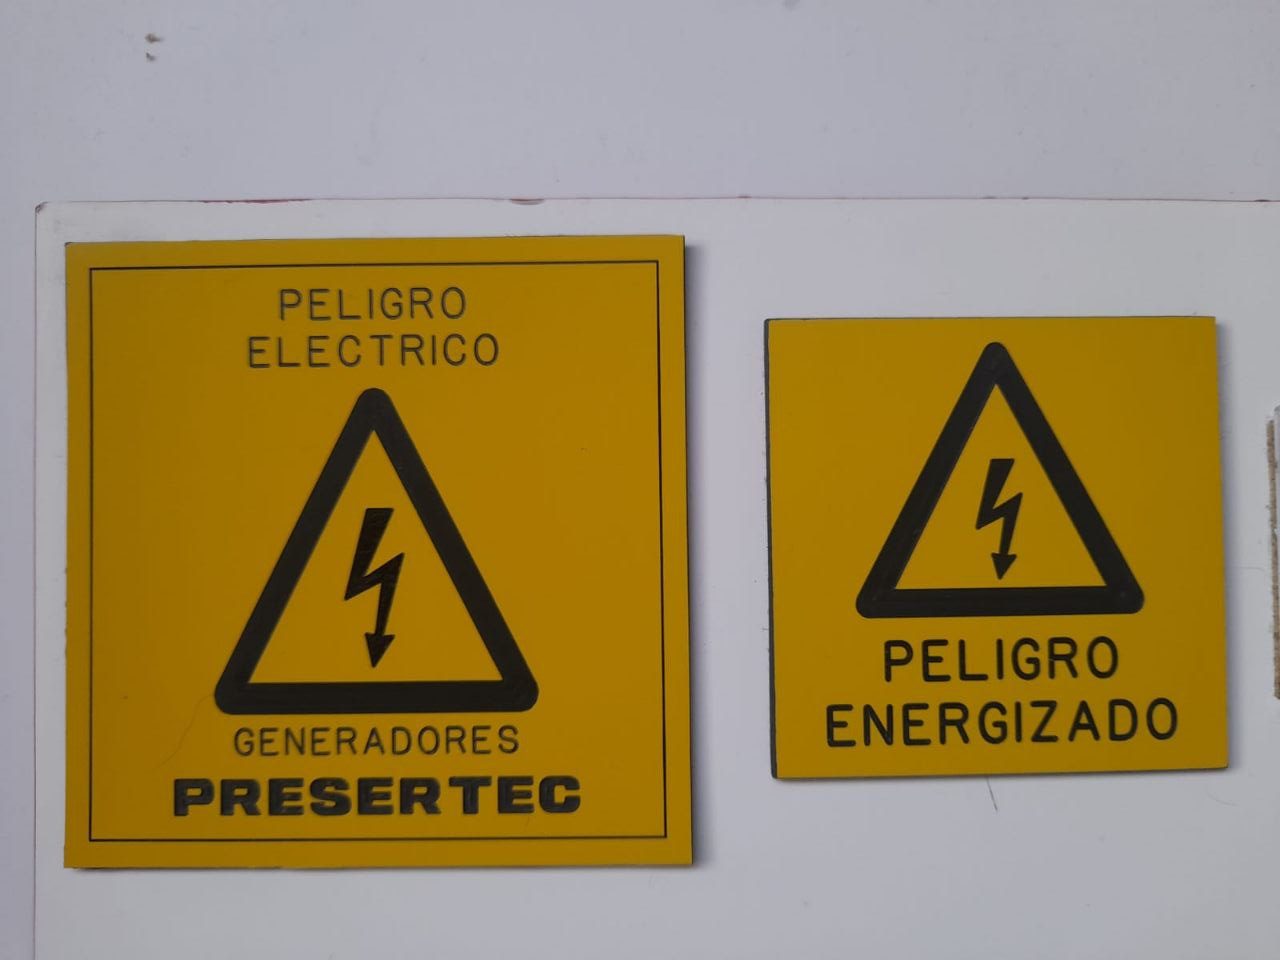 PELIGRO
ELECTRICO
GENERADORES
PRESERTEC
PELIGRO
ENERGIZADO